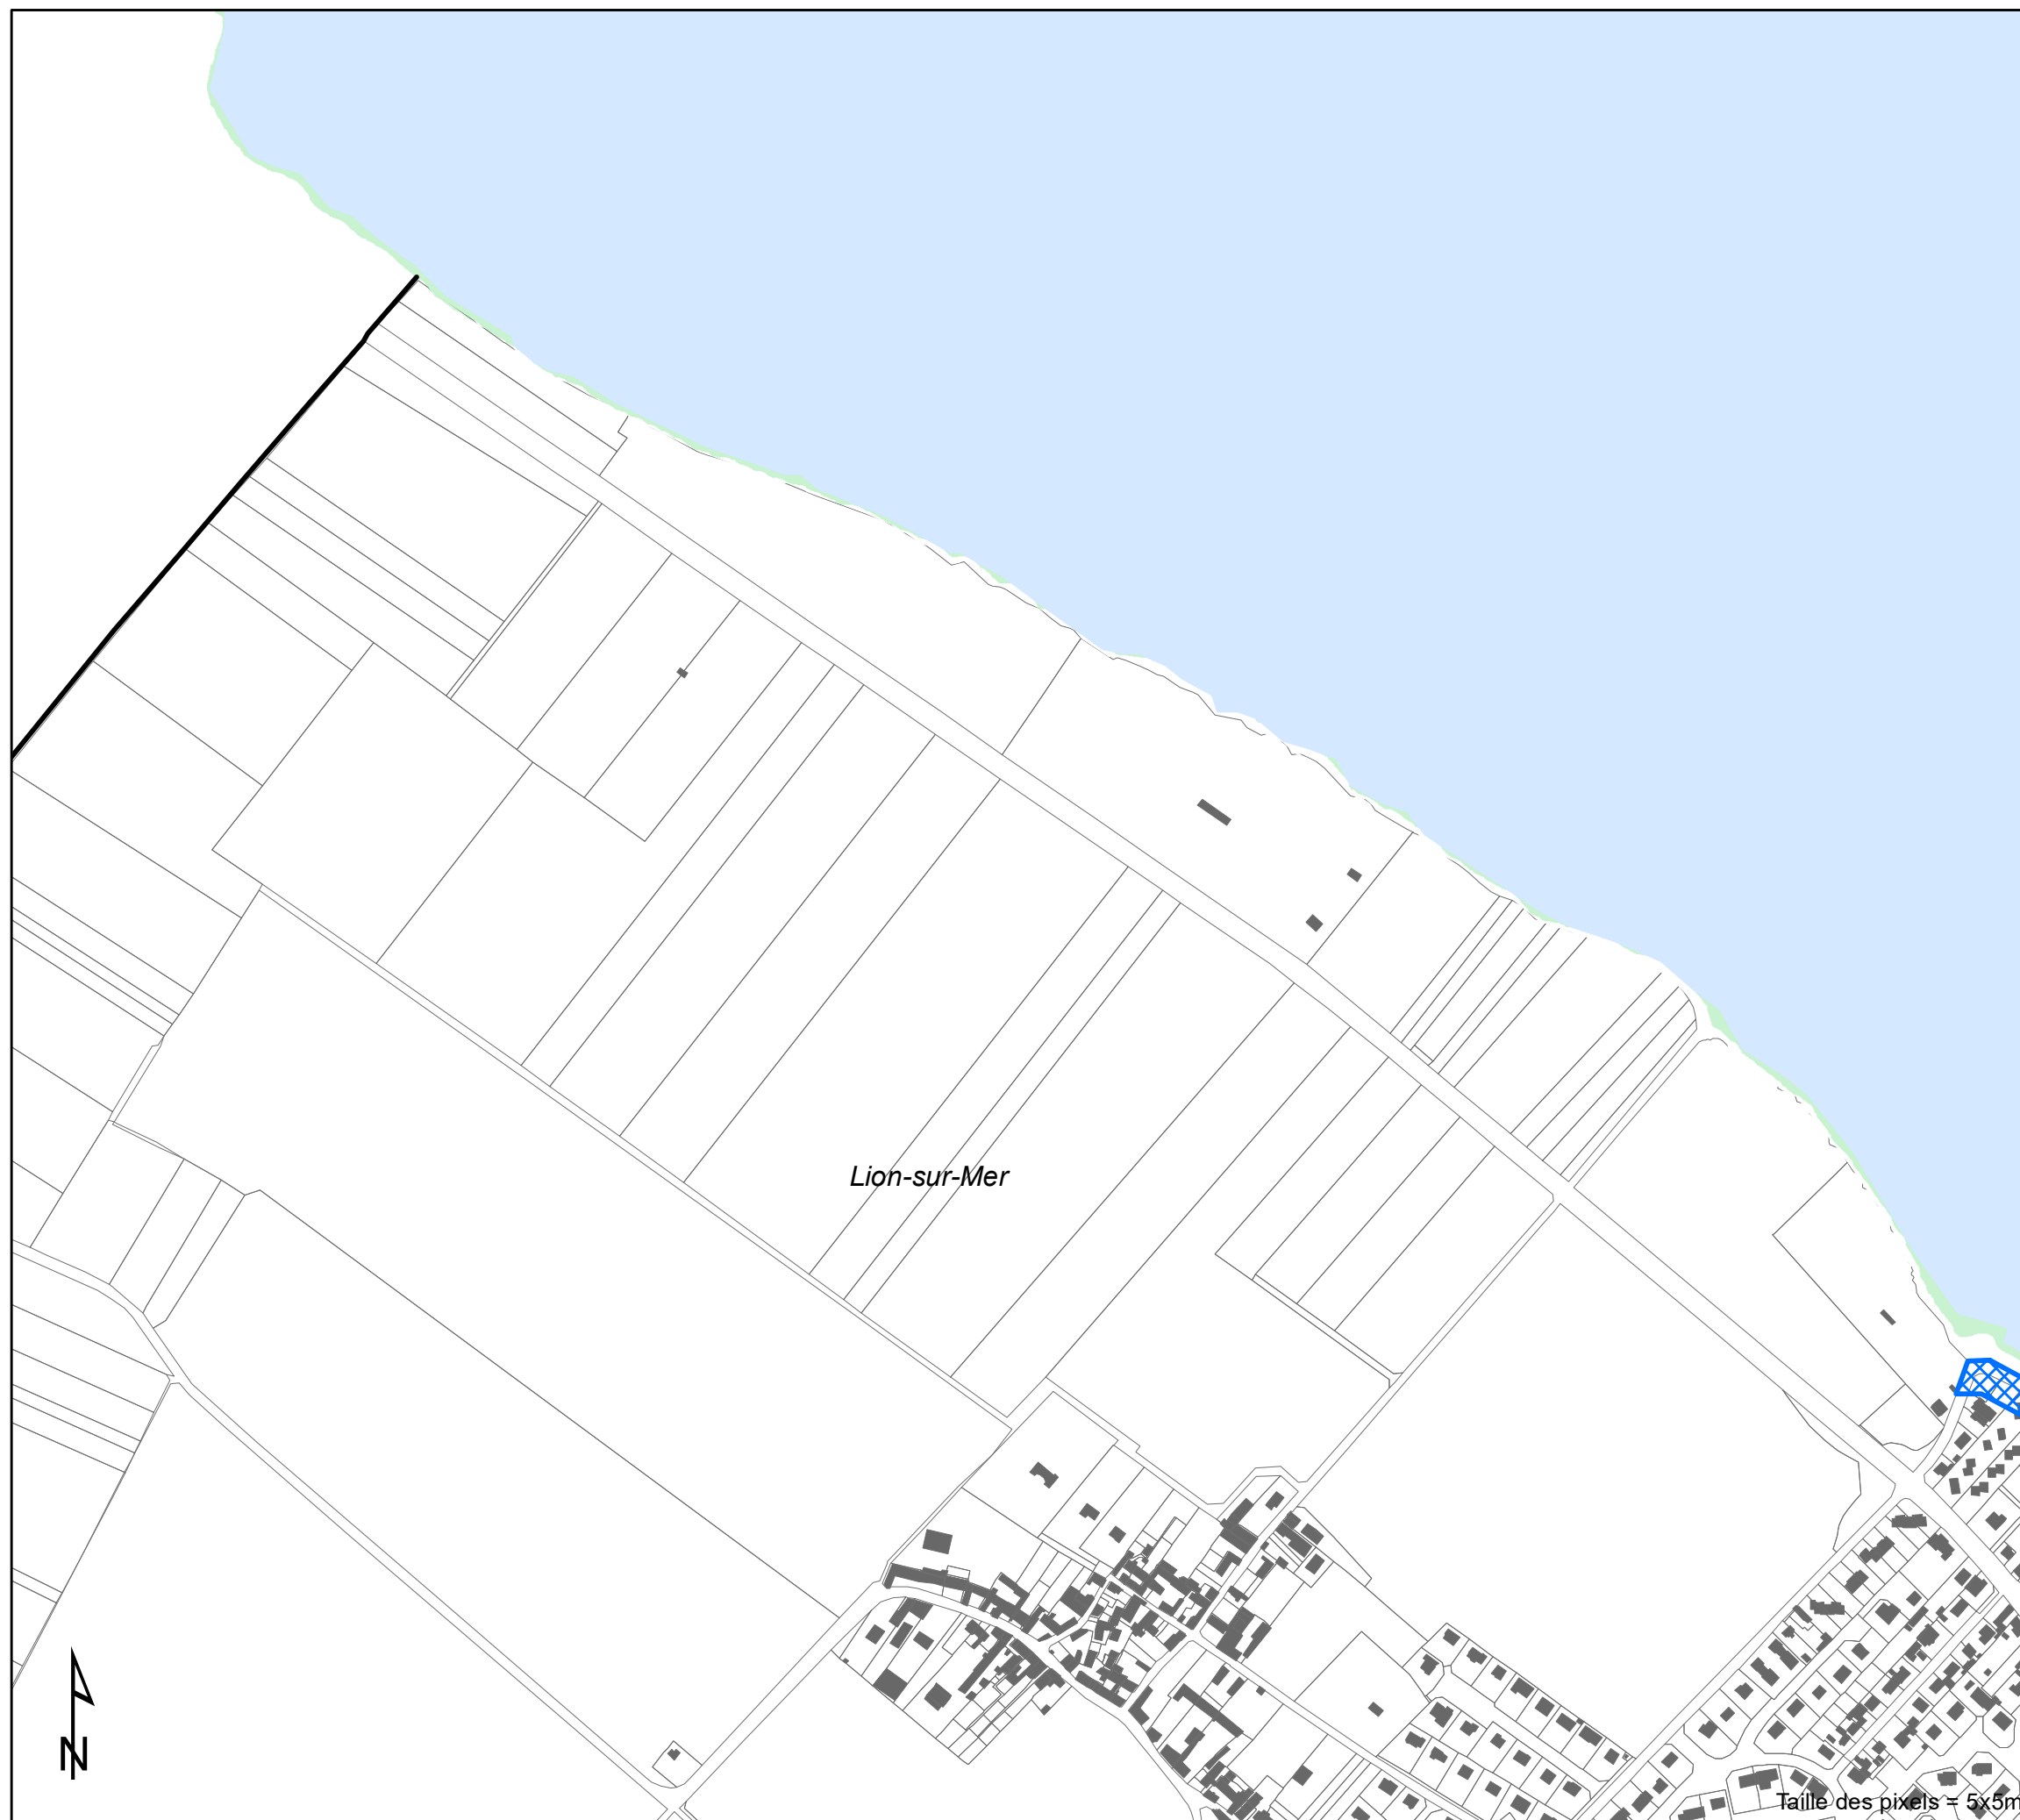 Lion-sur-Mer
N
Taille des pixels = 5x5m